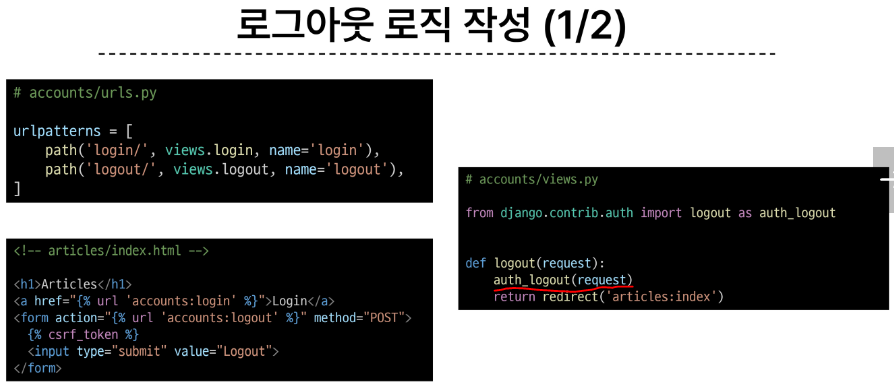 로그아웃 로직 작성 (1/2)
# accounts/urls.py
urlpatterns = [
    path('login/', views.login, name='login'),
    path('logout/', views.logout, name='logout'),
]
<!-- articles/index.html -->
<h1>Articles</h1>
<a href="{% url 'accounts:login' %}">Login</a>
<form action="{% url 'accounts:logout' %}" method="POST">
  {% csrf_token %}
  <input type="submit" value="Logout">
</form>
# accounts/views.py
from django.contrib.auth import logout as auth_logout
def logout(request):
    auth_logout(request)
    return redirect('articles:index')